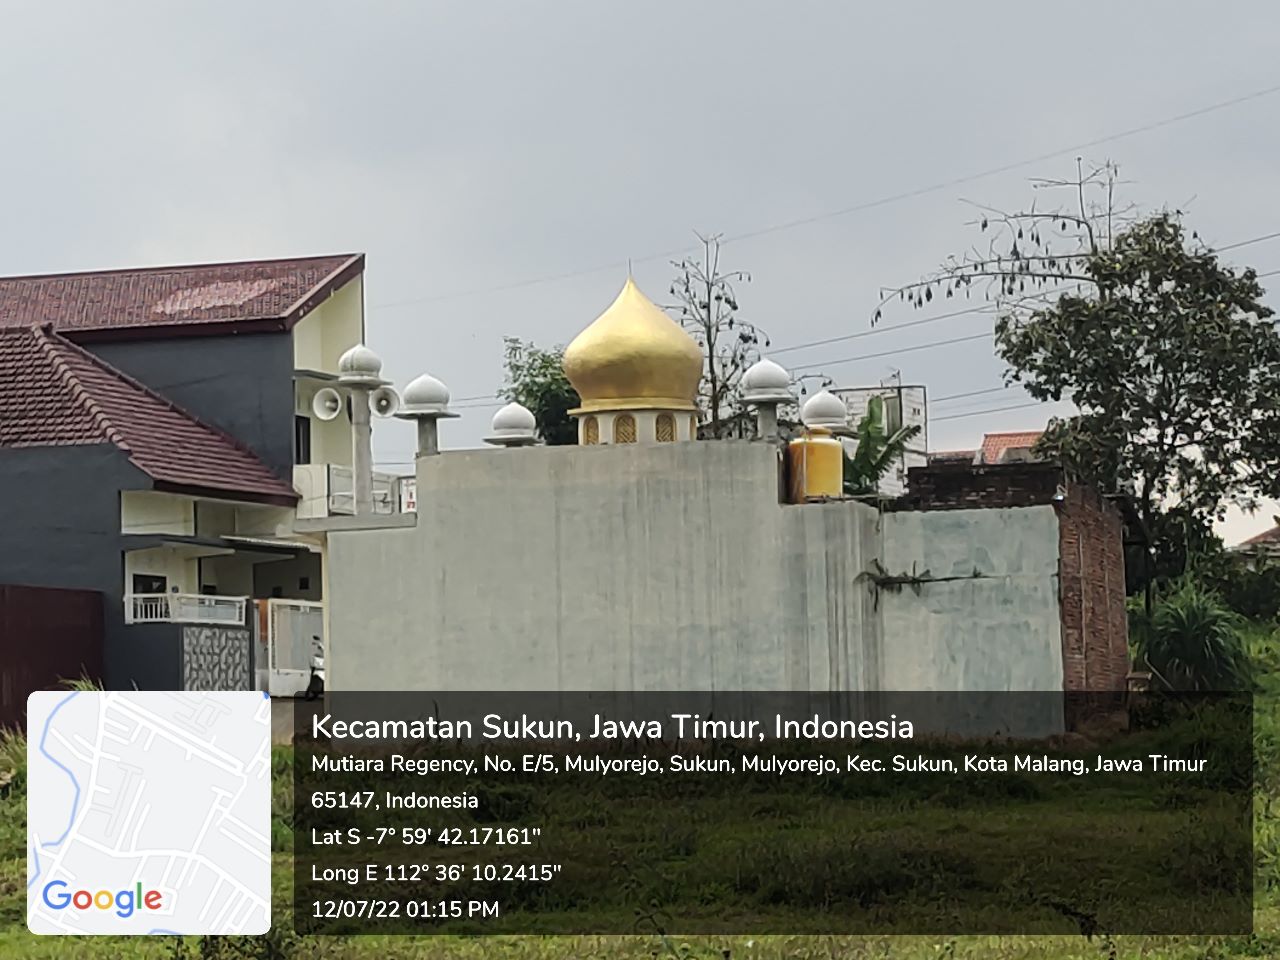 Kecamatan Sukun, Jawa Timur, Indonesia
Mutiara Regency, No. E/5, Mulyorejo, Sukun, Mulyorejo, Kec. Sukun, Kota Malang, Jawa Timur
65147, Indonesia
Lat S -7° 59' 42.17161"
Long E 112° 36' 10.2415"
12/07/22 01:15 PM
Google